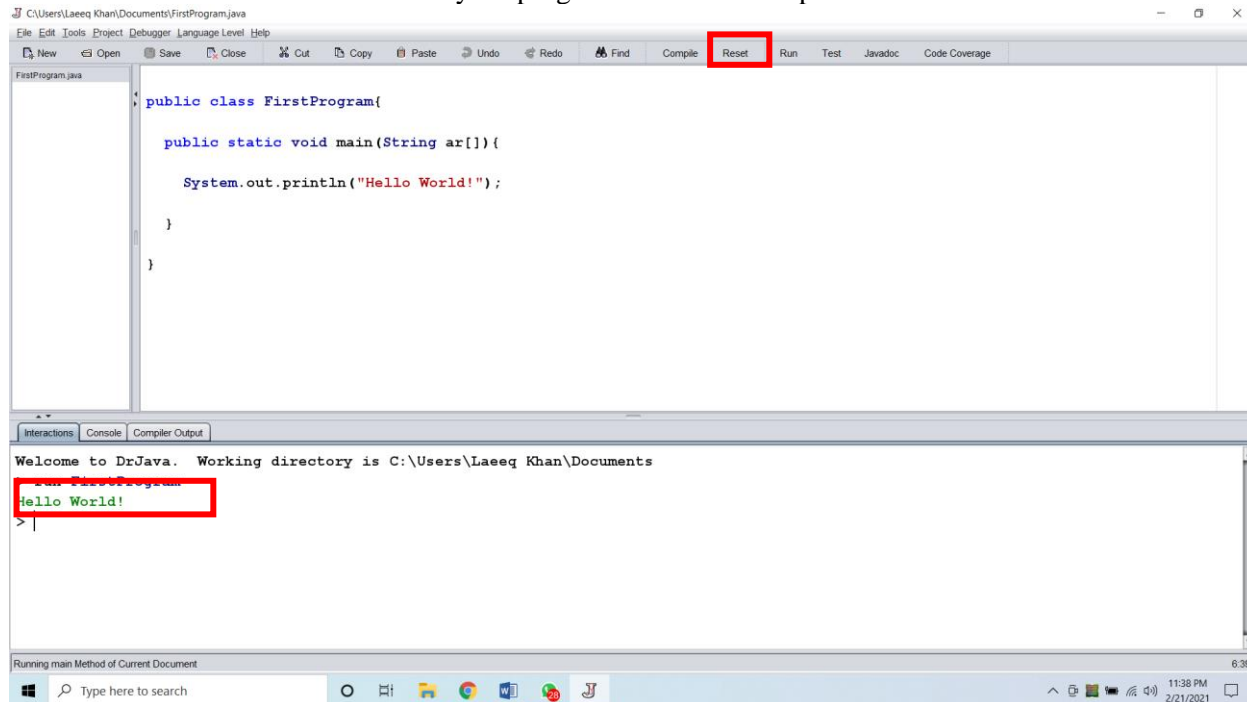 C:\Users\Laeeq Khan\Documents\FirstProgram.java
File Edit Tools Project Debugger Language Level Help
New Open Save Close Cut Copy Paste Undo Redo Find Compile Reset Run Test Javadoc Code Coverage
FirstProgram.java
public class FirstProgram{
public static void main(String ar[]){
System.out.println("Hello World!");
}
}
Interactions Console Compiler Output
Welcome to DrJava. Working directory is C:\Users\Laeeq Khan\Documents
> run FirstProgram
Hello World!
>
Running main Method of Current Document
Type here to search
28
11:38 PM
2/21/2021